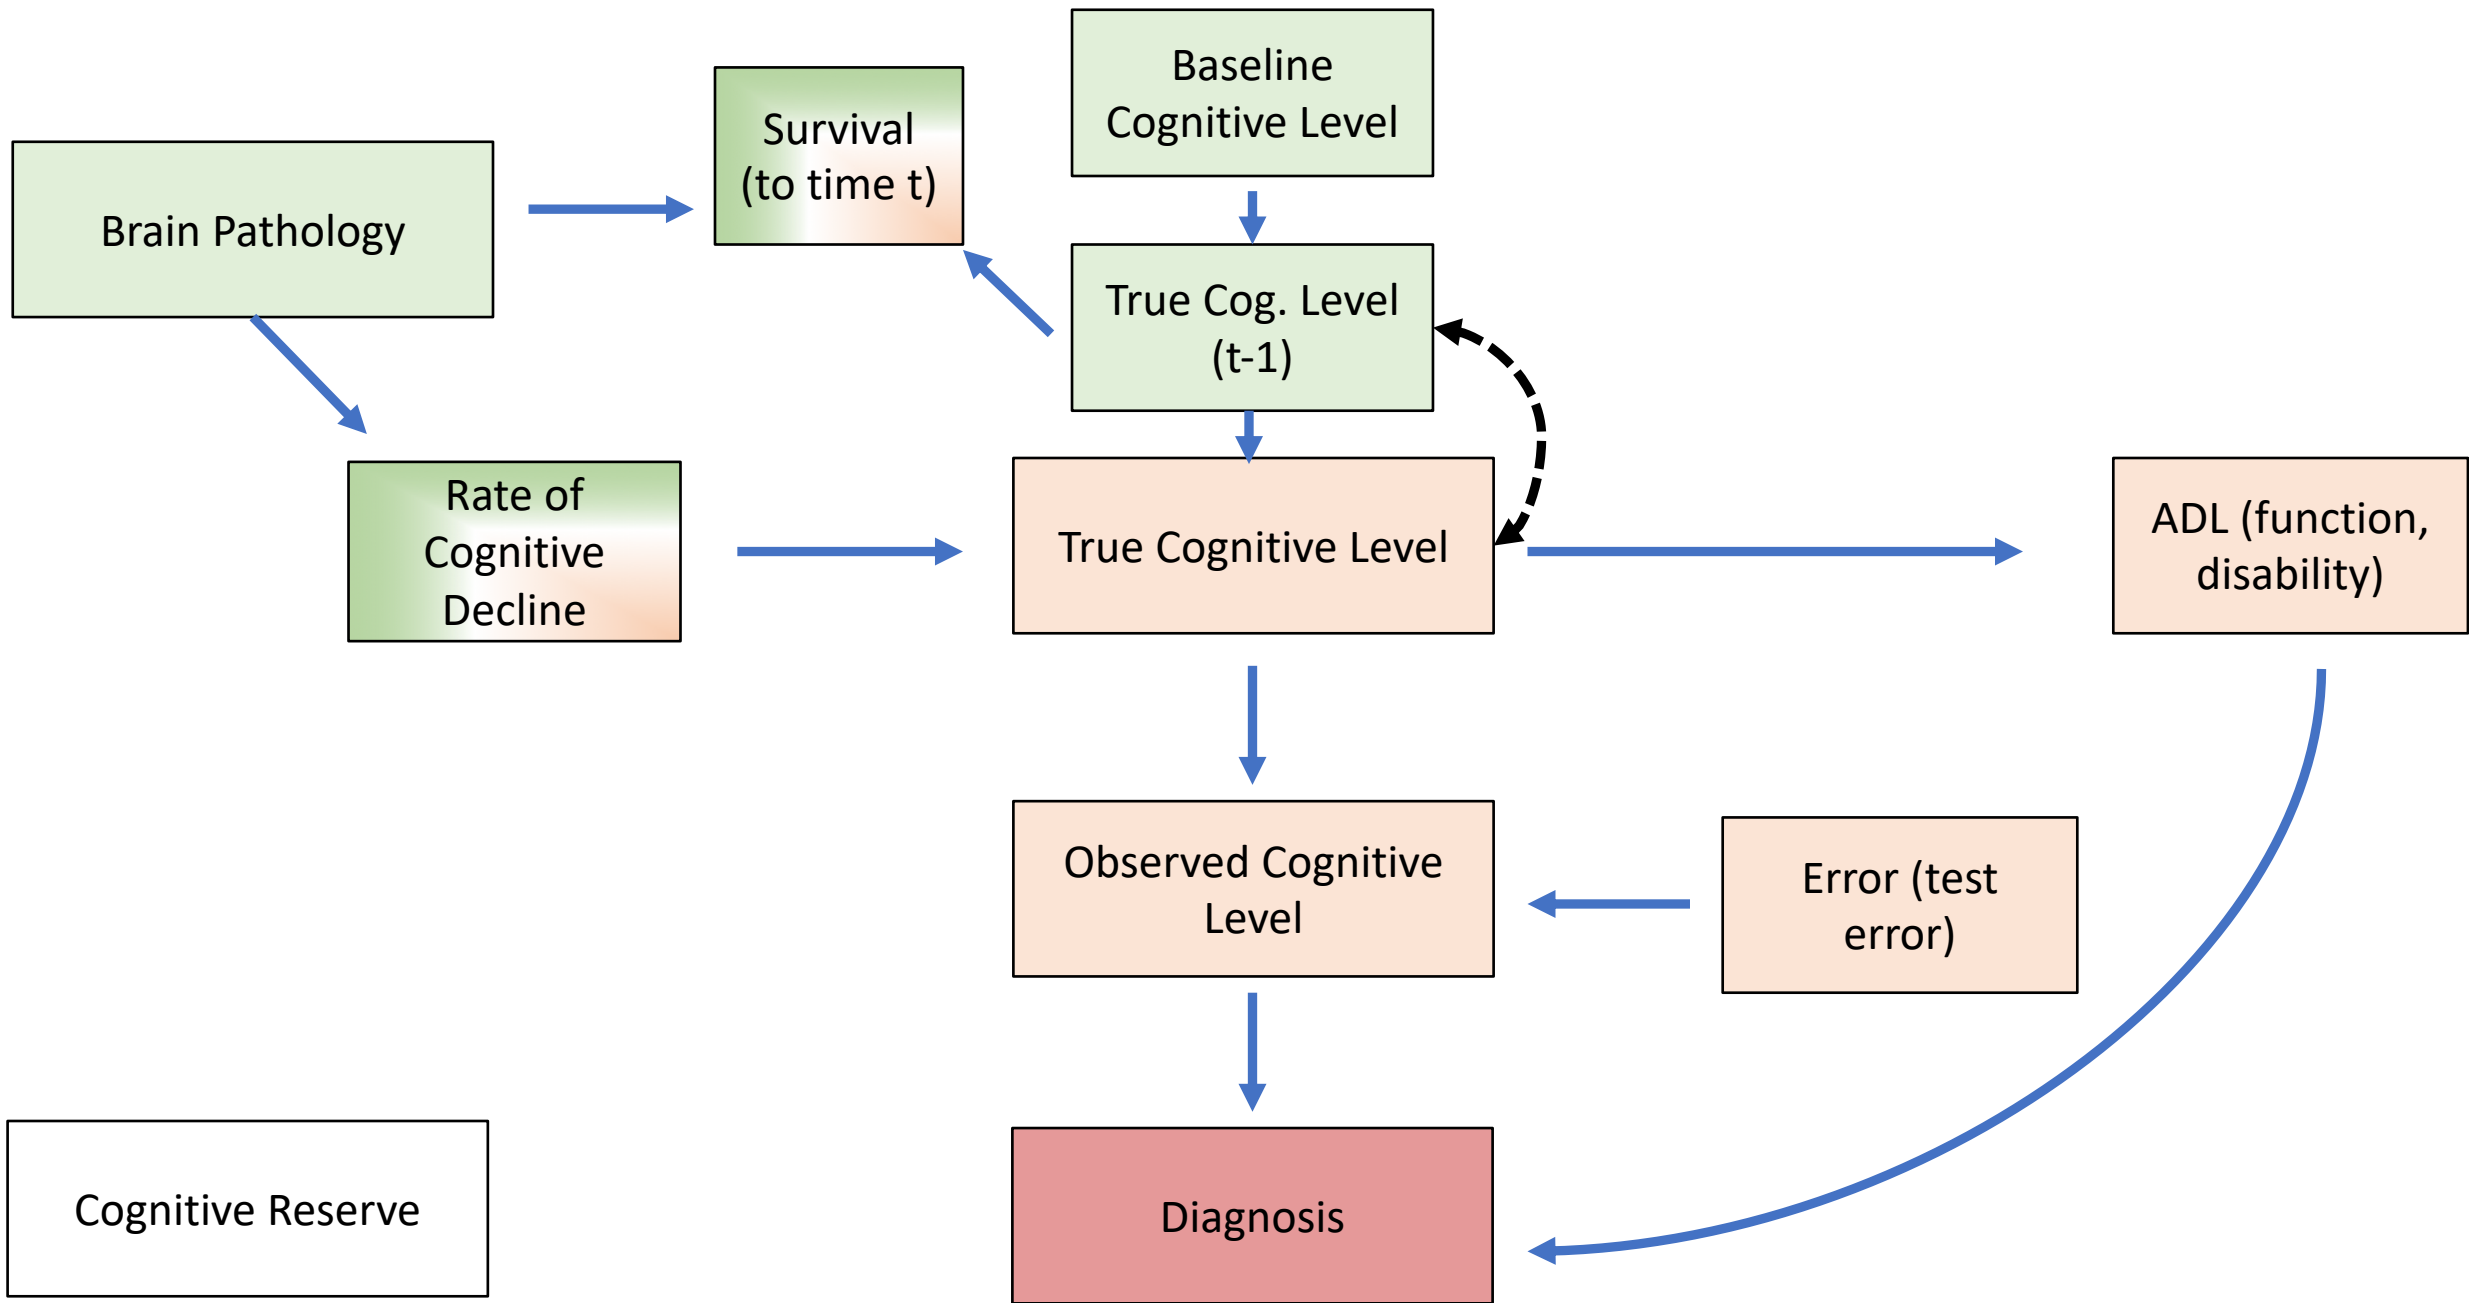 Baseline
Cognitive Level
Survival
(to time t)
Brain Pathology
True Cog. Level
(t-1)
Rate of
Cognitive
Decline
True Cognitive Level
ADL (function,
disability)
Observed Cognitive
Level
Error (test
error)
Cognitive Reserve
Diagnosis